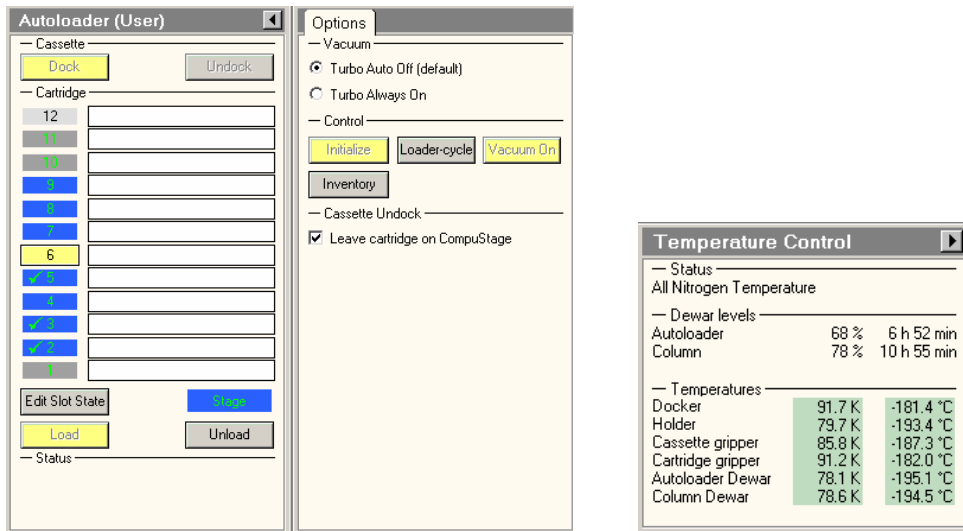 Autoloader (User)
Cassette
Dock Undock
Cartridge
12
11
10
9
8
7
6
5
4
3
2
1
Edit Slot State Stage
Load Unload
Status
Options
Vacuum
Turbo Auto Off (default)
Turbo Always On
Control
Initialize Loader-cycle Vacuum On
Inventory
Cassette Undock
Leave cartridge on CompuStage
Temperature Control
Status
All Nitrogen Temperature
Dewar levels
Autoloader 68 % 6 h 52 min
Column 78 % 10 h 55 min
Temperatures
Docker 91.7 K -181.4 °C
Holder 79.7 K -193.4 °C
Cassette gripper 85.8 K -187.3 °C
Cartridge gripper 91.2 K -182.0 °C
Autoloader Dewar 78.1 K -195.1 °C
Column Dewar 78.6 K -194.5 °C